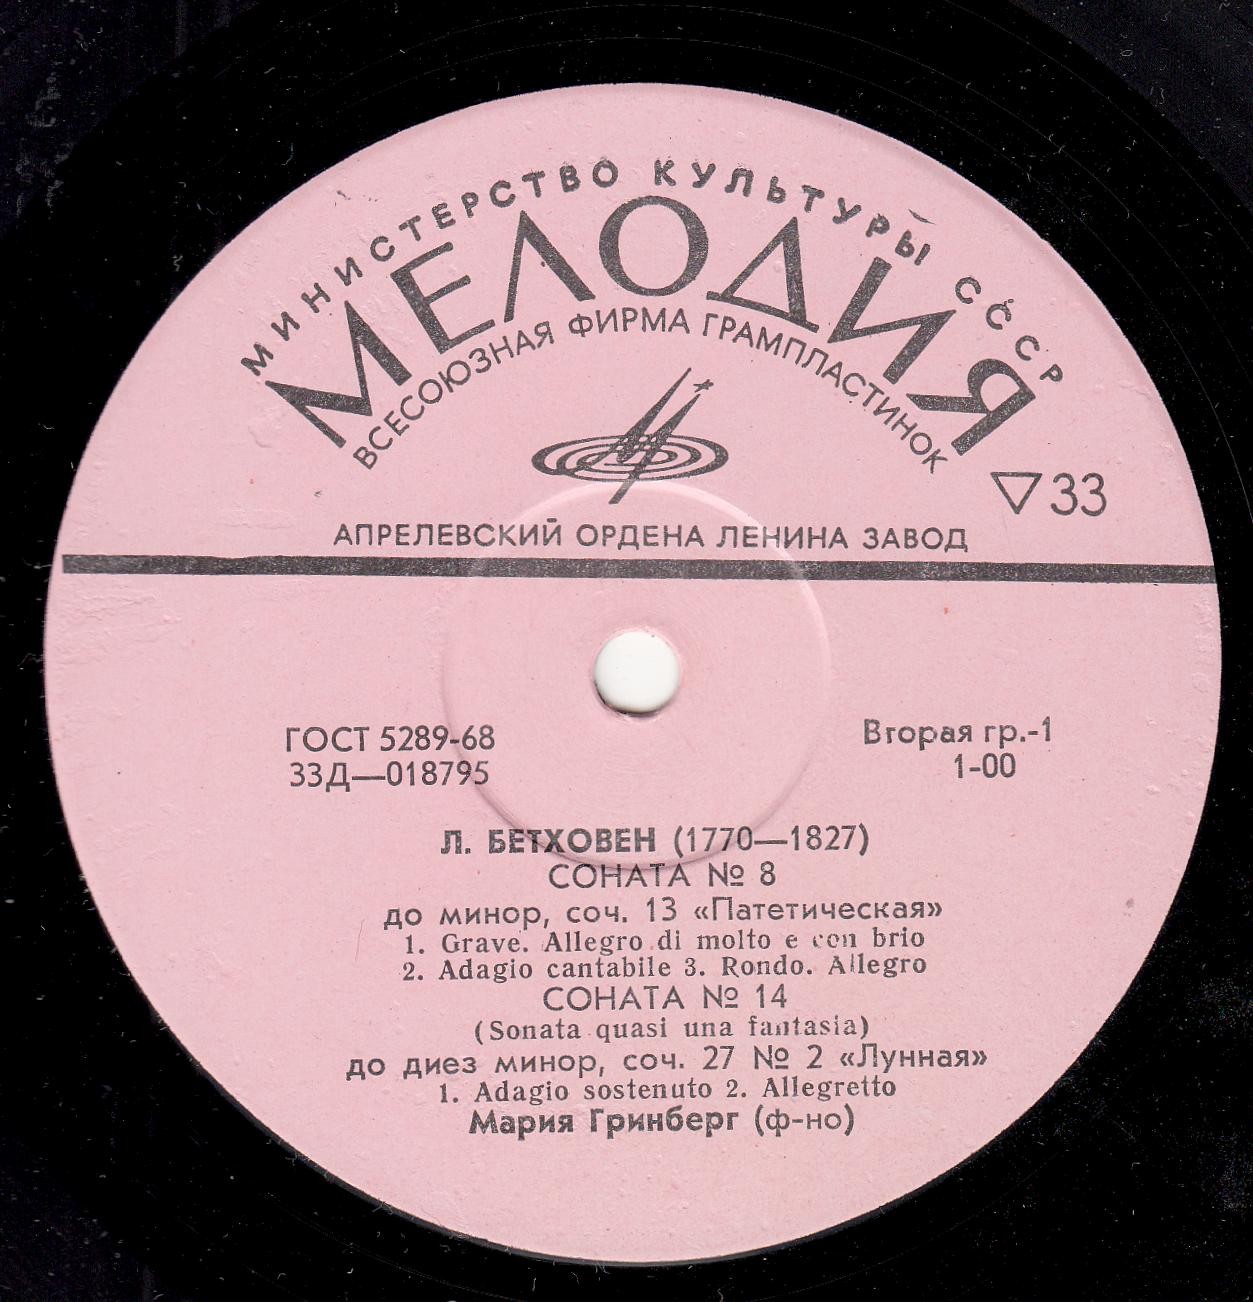 МИНИСТЕРСТВО КУЛЬТУРЫ СССР
МЕЛОДИЯ
ВСЕСОЮЗНАЯ ФИРМА ГРАМПЛАСТИНОК
▽33
АПРЕЛЕВСКИЙ ОРДЕНА ЛЕНИНА ЗАВОД
ГОСТ 5289-68
33Д—018795
Вторая гр.-1
1-00
Л. БЕТХОВЕН (1770—1827)
СОНАТА № 8
до минор, соч. 13 «Патетическая»
1. Grave. Allegro di molto e con brio
2. Adagio cantabile 3. Rondo. Allegro
СОНАТА № 14
(Sonata quasi una fantasia)
до диез минор, соч. 27 № 2 «Лунная»
1. Adagio sostenuto 2. Allegretto
Мария Гринберг (ф-но)